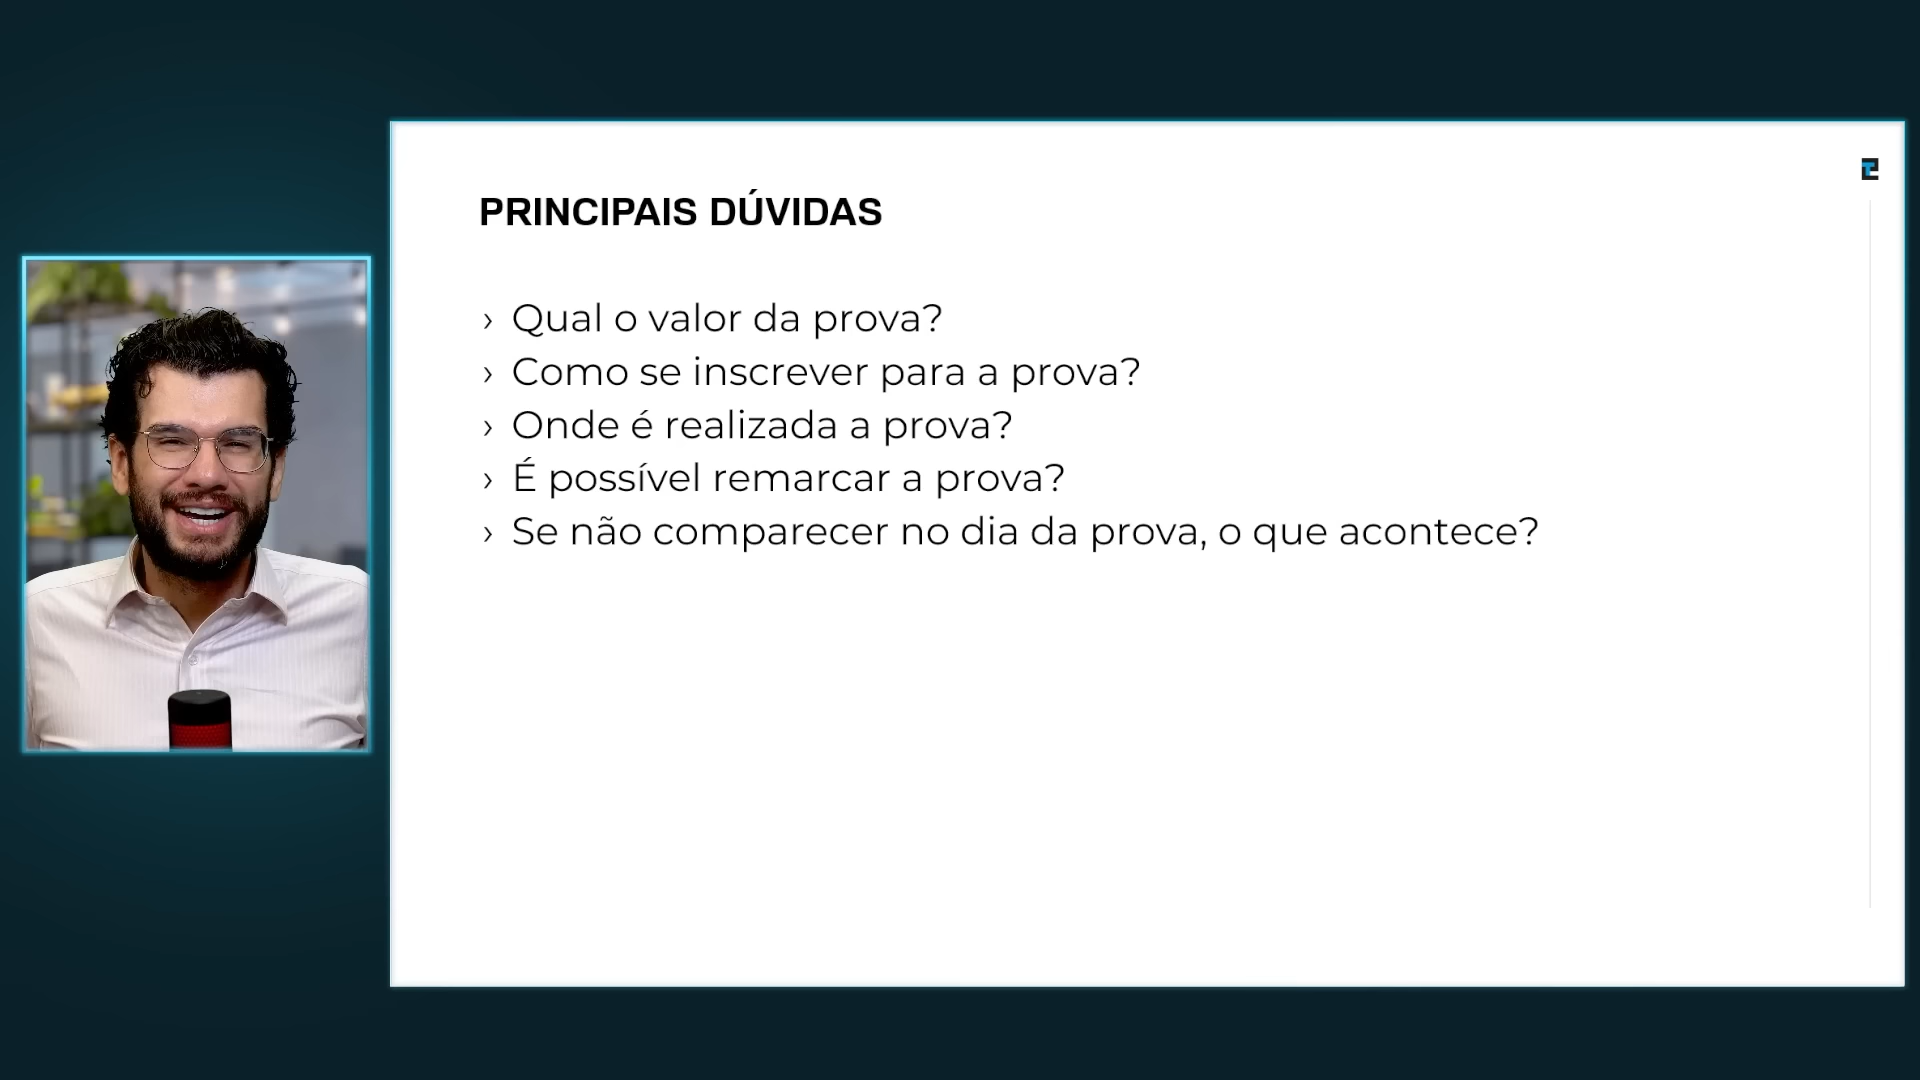 PRINCIPAIS DÚVIDAS
› Qual o valor da prova?
› Como se inscrever para a prova?
› Onde é realizada a prova?
› É possível remarcar a prova?
› Se não comparecer no dia da prova, o que acontece?